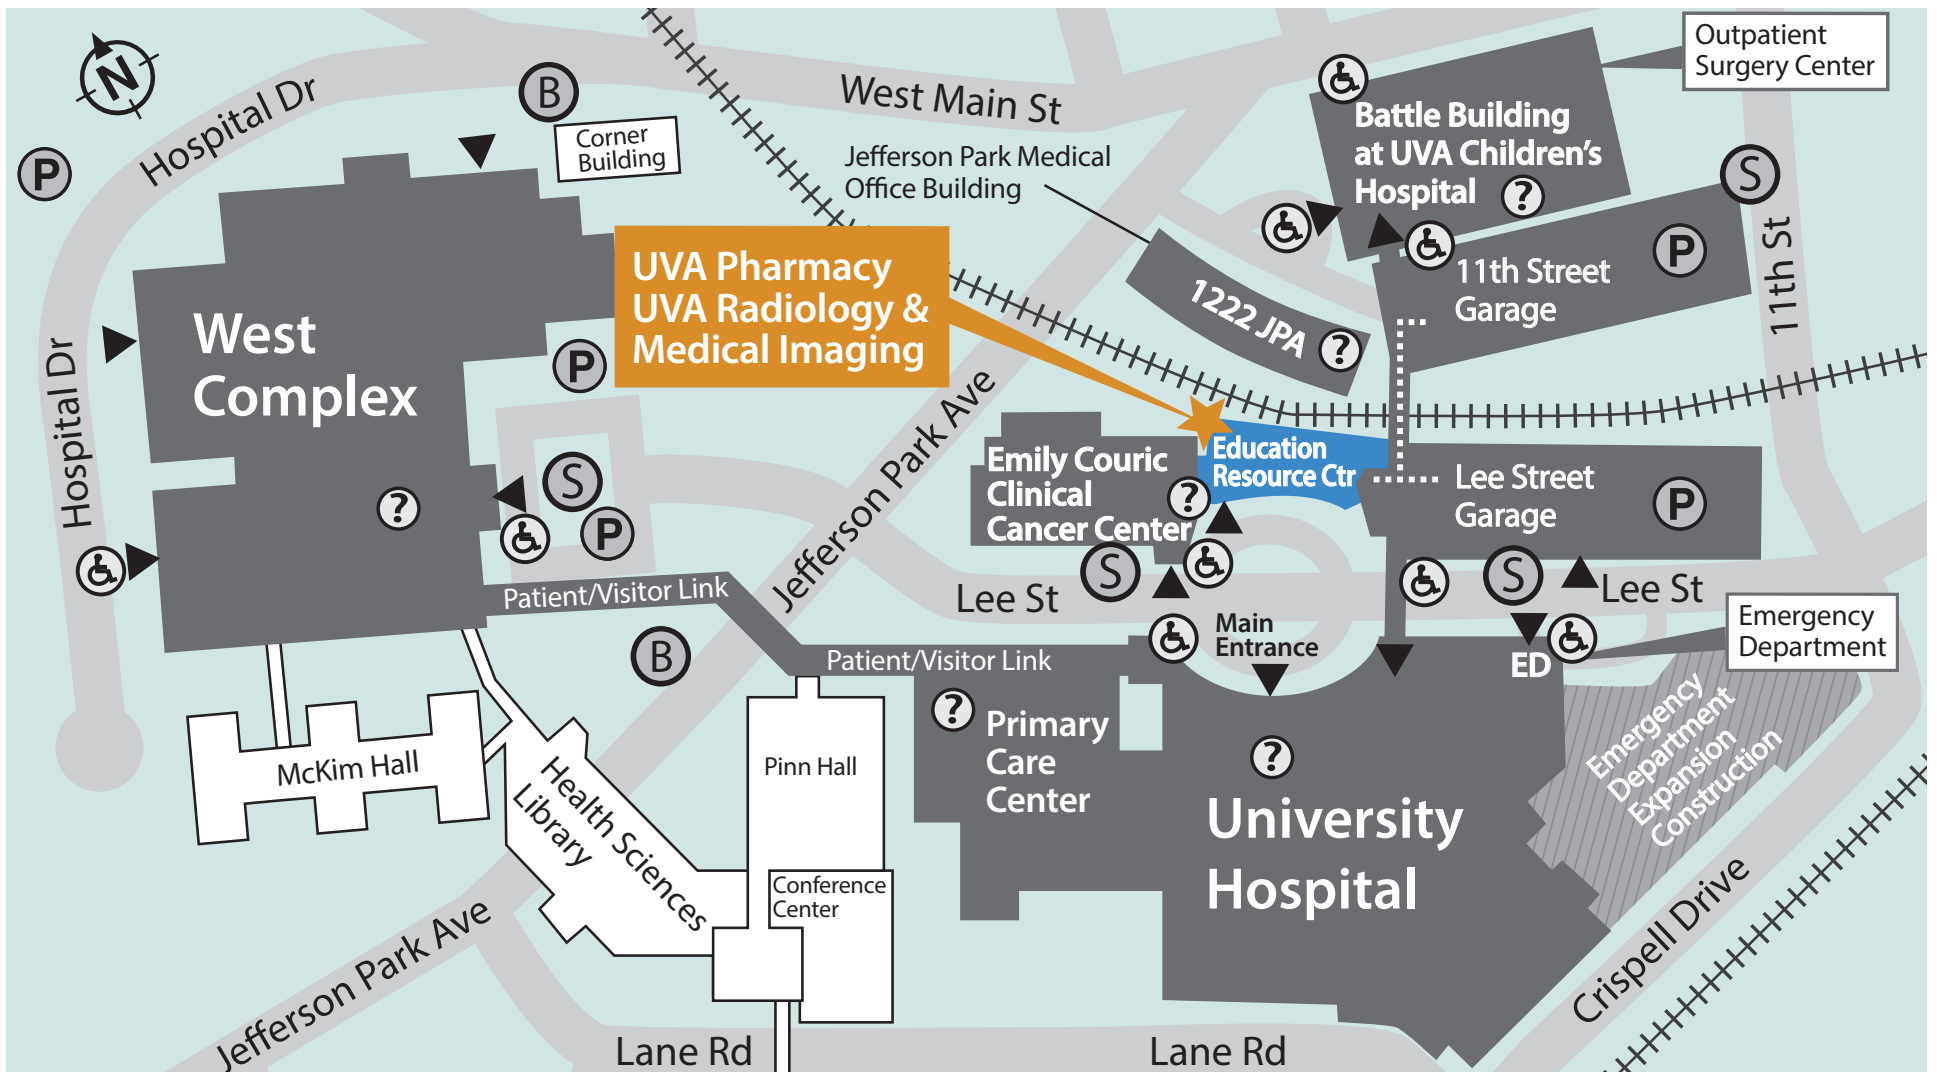 N
Hospital Dr
P
B
Corner
Building
West Main St
Outpatient
Surgery Center
Battle Building
at UVA Children's
Hospital
?
S
Jefferson Park Medical
Office Building
11th St
11th Street
Garage
P
1222 JPA
?
UVA Pharmacy
UVA Radiology &
Medical Imaging
West
Complex
P
Hospital Dr
?
S
P
Jefferson Park Ave
Emily Couric
Clinical
Cancer Center
?
Education
Resource Ctr
Lee Street
Garage
P
S
Lee St
S
Lee St
Patient/Visitor Link
B
Patient/Visitor Link
Main
Entrance
ED
Emergency
Department
McKim Hall
Health Sciences
Library
Pinn Hall
Conference
Center
?
Primary
Care
Center
?
University
Hospital
Emergency
Department
Expansion
Construction
Crispell Drive
Jefferson Park Ave
Lane Rd
Lane Rd